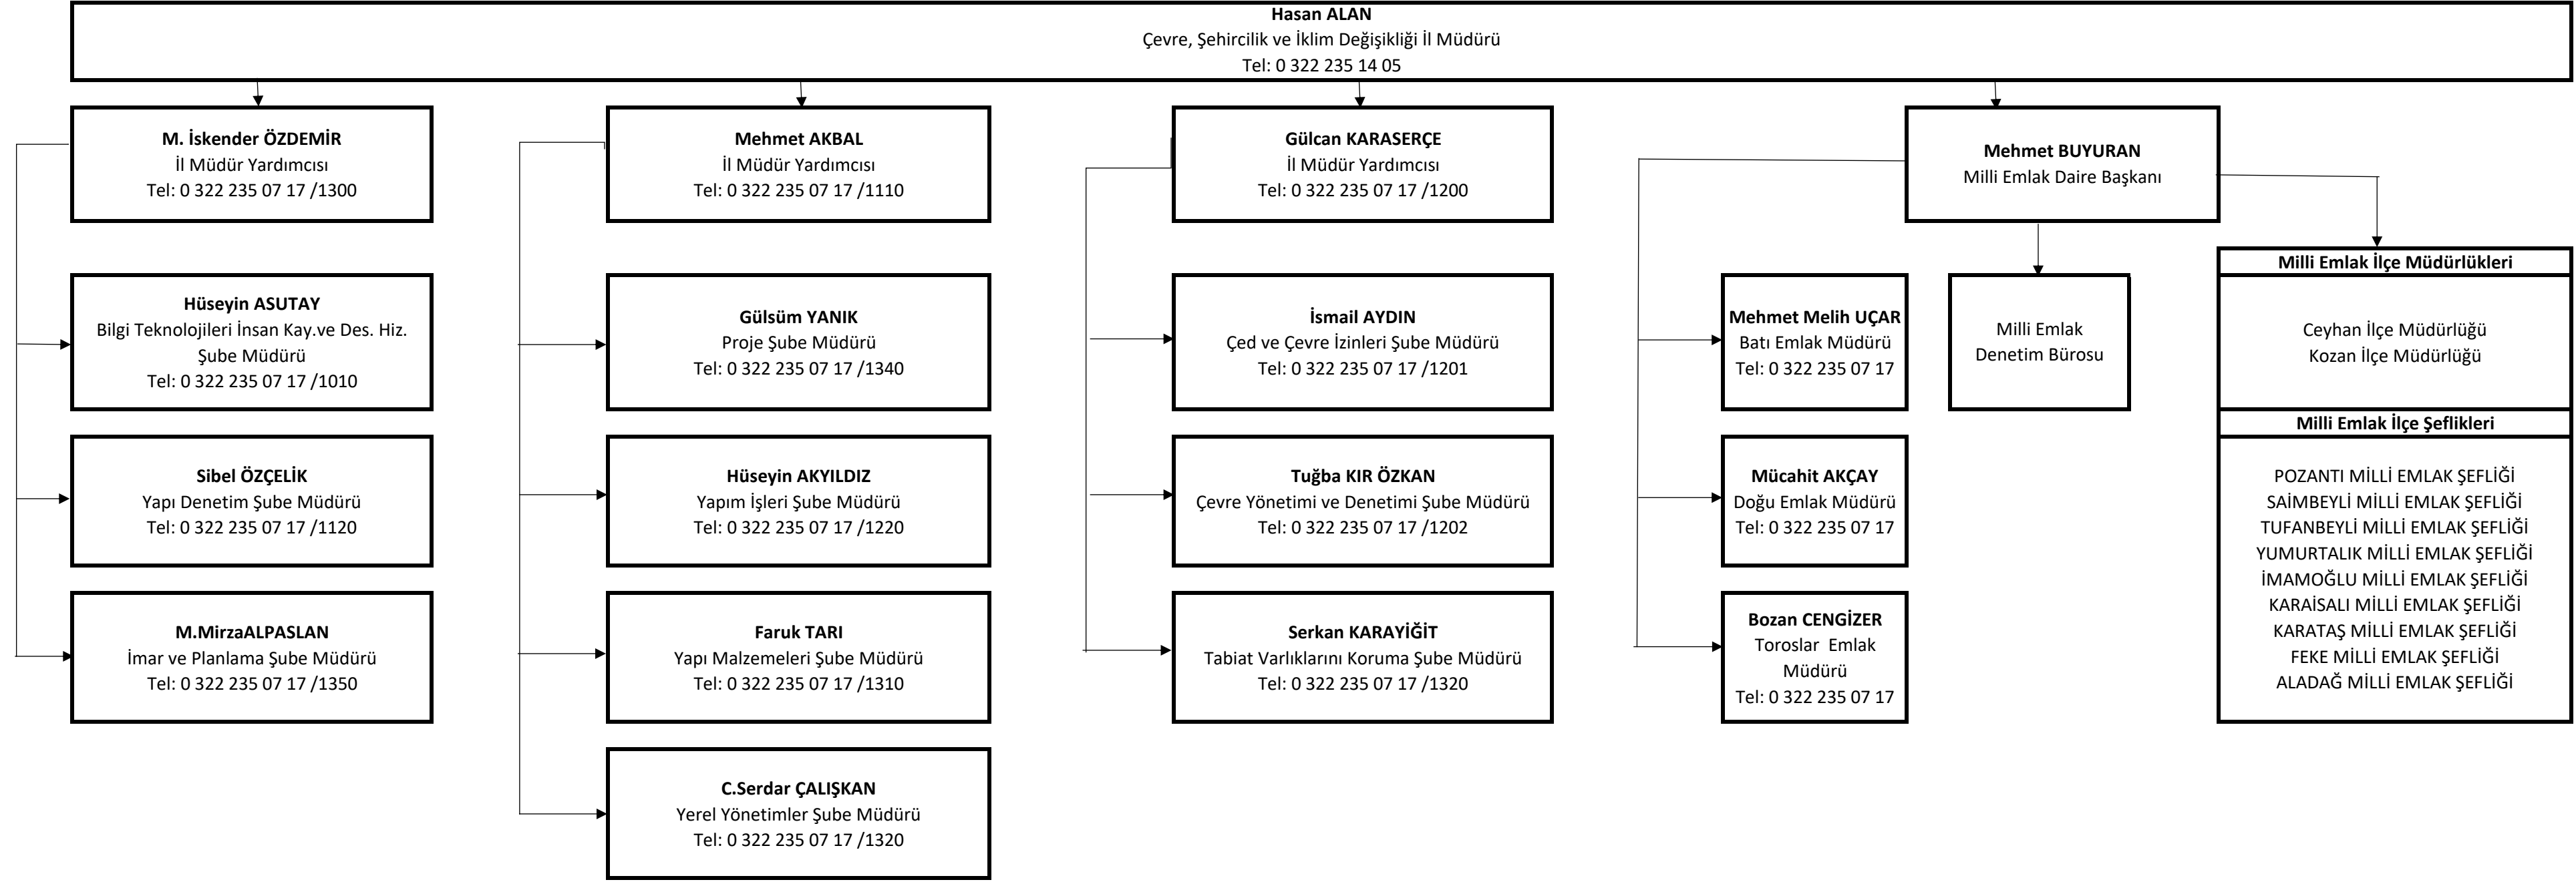 Hasan ALAN
Çevre, Şehircilik ve İklim Değişikliği İl Müdürü
Tel: 0 322 235 14 05
M. İskender ÖZDEMİR
İl Müdür Yardımcısı
Tel: 0 322 235 07 17 /1300
Hüseyin ASUTAY
Bilgi Teknolojileri İnsan Kay.ve Des. Hiz.
Şube Müdürü
Tel: 0 322 235 07 17 /1010
Sibel ÖZÇELİK
Yapı Denetim Şube Müdürü
Tel: 0 322 235 07 17 /1120
M.MirzaALPASLAN
İmar ve Planlama Şube Müdürü
Tel: 0 322 235 07 17 /1350
Mehmet AKBAL
İl Müdür Yardımcısı
Tel: 0 322 235 07 17 /1110
Gülsüm YANIK
Proje Şube Müdürü
Tel: 0 322 235 07 17 /1340
Hüseyin AKYILDIZ
Yapım İşleri Şube Müdürü
Tel: 0 322 235 07 17 /1220
Faruk TARI
Yapı Malzemeleri Şube Müdürü
Tel: 0 322 235 07 17 /1310
C.Serdar ÇALIŞKAN
Yerel Yönetimler Şube Müdürü
Tel: 0 322 235 07 17 /1320
Gülcan KARASERÇE
İl Müdür Yardımcısı
Tel: 0 322 235 07 17 /1200
İsmail AYDIN
Çed ve Çevre İzinleri Şube Müdürü
Tel: 0 322 235 07 17 /1201
Tuğba KIR ÖZKAN
Çevre Yönetimi ve Denetimi Şube Müdürü
Tel: 0 322 235 07 17 /1202
Serkan KARAYİĞİT
Tabiat Varlıklarını Koruma Şube Müdürü
Tel: 0 322 235 07 17 /1320
Mehmet BUYURAN
Milli Emlak Daire Başkanı
Mehmet Melih UÇAR
Batı Emlak Müdürü
Tel: 0 322 235 07 17
Mücahit AKÇAY
Doğu Emlak Müdürü
Tel: 0 322 235 07 17
Bozan CENGİZER
Toroslar  Emlak
Müdürü
Tel: 0 322 235 07 17
Milli Emlak
Denetim Bürosu
Milli Emlak İlçe Müdürlükleri
Ceyhan İlçe Müdürlüğü
Kozan İlçe Müdürlüğü
Milli Emlak İlçe Şeflikleri
POZANTI MİLLİ EMLAK ŞEFLİĞİ
SAİMBEYLİ MİLLİ EMLAK ŞEFLİĞİ
TUFANBEYLİ MİLLİ EMLAK ŞEFLİĞİ
YUMURTALIK MİLLİ EMLAK ŞEFLİĞİ
İMAMOĞLU MİLLİ EMLAK ŞEFLİĞİ
KARAİSALI MİLLİ EMLAK ŞEFLİĞİ
KARATAŞ MİLLİ EMLAK ŞEFLİĞİ
FEKE MİLLİ EMLAK ŞEFLİĞİ
ALADAĞ MİLLİ EMLAK ŞEFLİĞİ